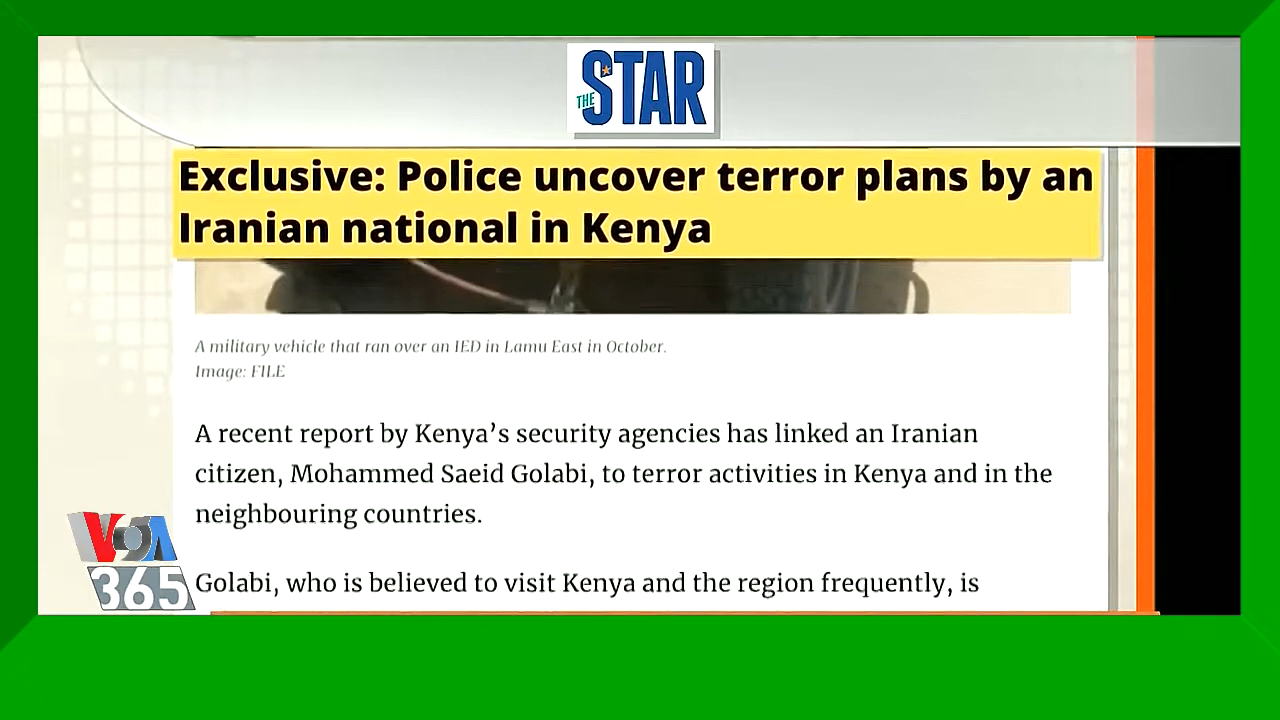 THE STAR
Exclusive: Police uncover terror plans by an
Iranian national in Kenya
A military vehicle that ran over an IED in Lamu East in October.
Image: FILE
A recent report by Kenya’s security agencies has linked an Iranian
citizen, Mohammed Saeid Golabi, to terror activities in Kenya and in the
neighbouring countries.
Golabi, who is believed to visit Kenya and the region frequently, is
VOA
365